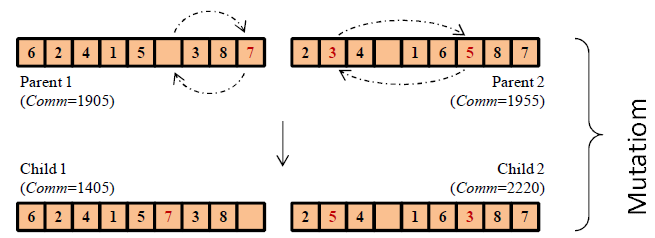 6 2 4 1 5 3 8 7
2 3 4 1 6 5 8 7
Parent 1
(Comm=1905)
Parent 2
(Comm=1955)
Child 1
(Comm=1405)
Child 2
(Comm=2220)
6 2 4 1 5 7 3 8
2 5 4 1 6 3 8 7
Mutatiom